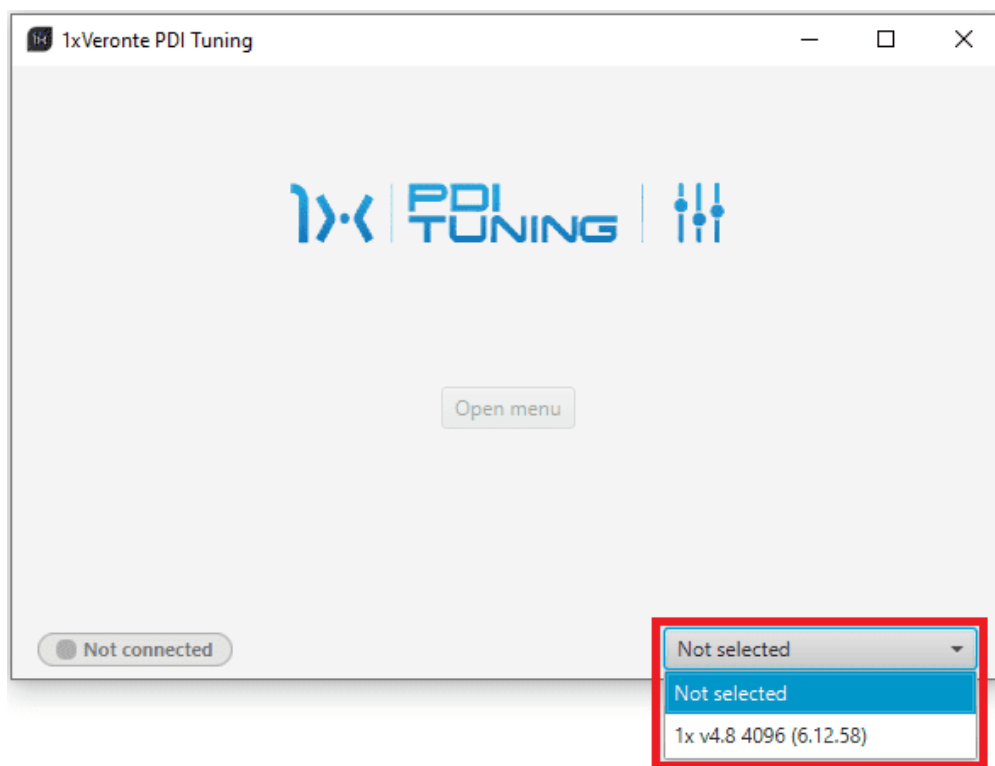 1xVeronte PDI Tuning
1x PDI
TUNING
Open menu
Not connected
Not selected
Not selected
1x v4.8 4096 (6.12.58)